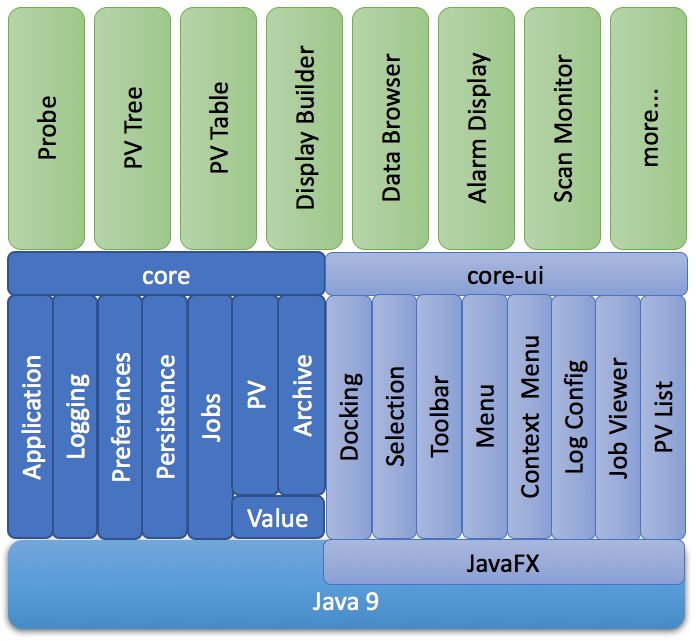 Probe
PV Tree
PV Table
Display Builder
Data Browser
Alarm Display
Scan Monitor
more...
core
core-ui
Application
Logging
Preferences
Persistence
Jobs
PV
Archive
Value
Docking
Selection
Toolbar
Menu
Context Menu
Log Config
Job Viewer
PV List
JavaFX
Java 9